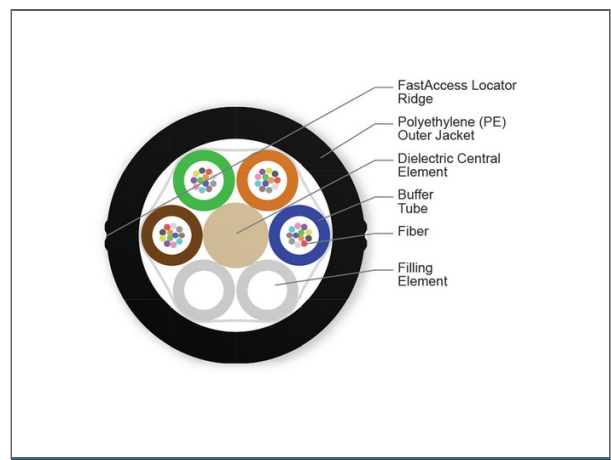 FastAccess Locator
Ridge
Polyethylene (PE)
Outer Jacket
Dielectric Central
Element
Buffer
Tube
Fiber
Filling
Element